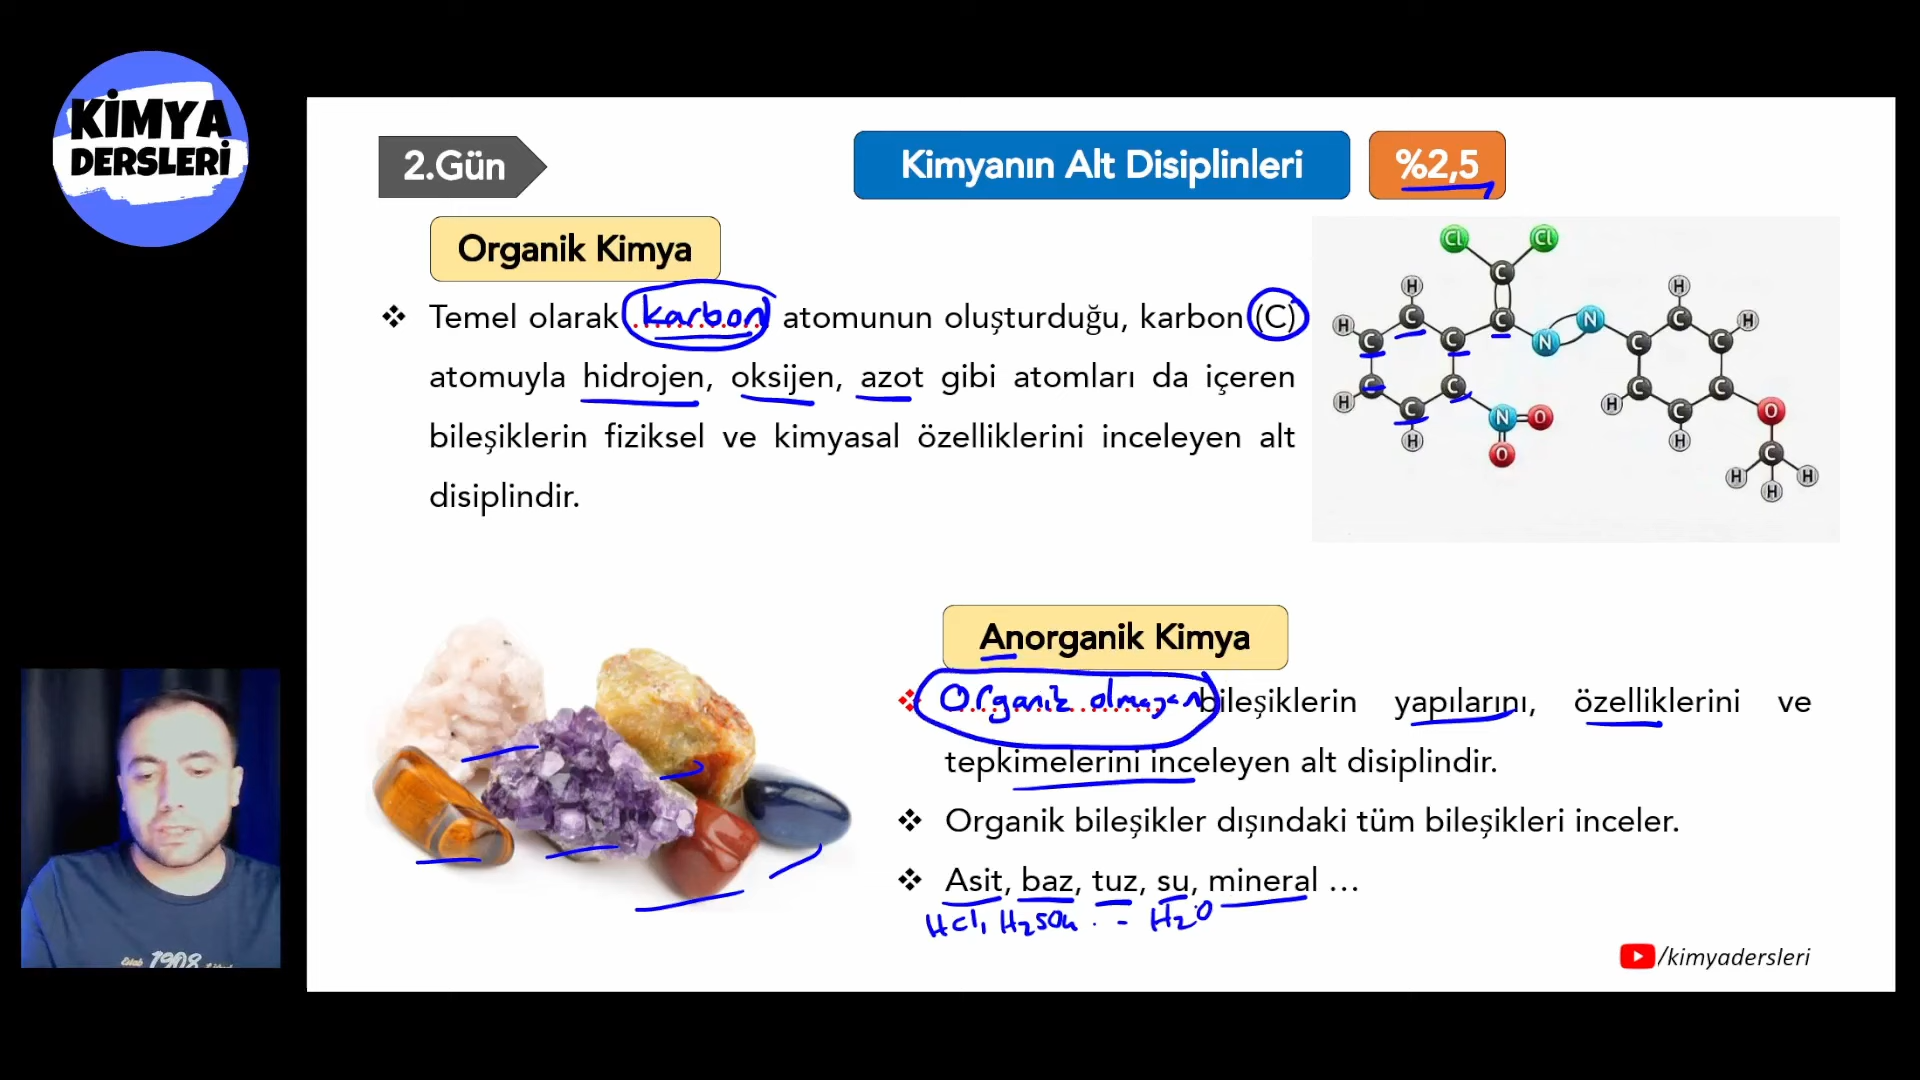 KİMYA
DERSLERİ
2.Gün
Kimyanın Alt Disiplinleri
%2,5
Organik Kimya
❖ Temel olarak karbon atomunun oluşturduğu, karbon (C)
atomuyla hidrojen, oksijen, azot gibi atomları da içeren
bileşiklerin fiziksel ve kimyasal özelliklerini inceleyen alt
disiplindir.
Cl Cl
C
H H
H C C N N C H
C C C C
C C C C
H C N O H C O
H O H C
H H H
Anorganik Kimya
❖ Organik olmayan bileşiklerin yapılarını, özelliklerini ve
tepkimelerini inceleyen alt disiplindir.
❖ Organik bileşikler dışındaki tüm bileşikleri inceler.
❖ Asit, baz, tuz, su, mineral ...
HCl, H₂SO₄ . - H₂O
1908
/kimyadersleri